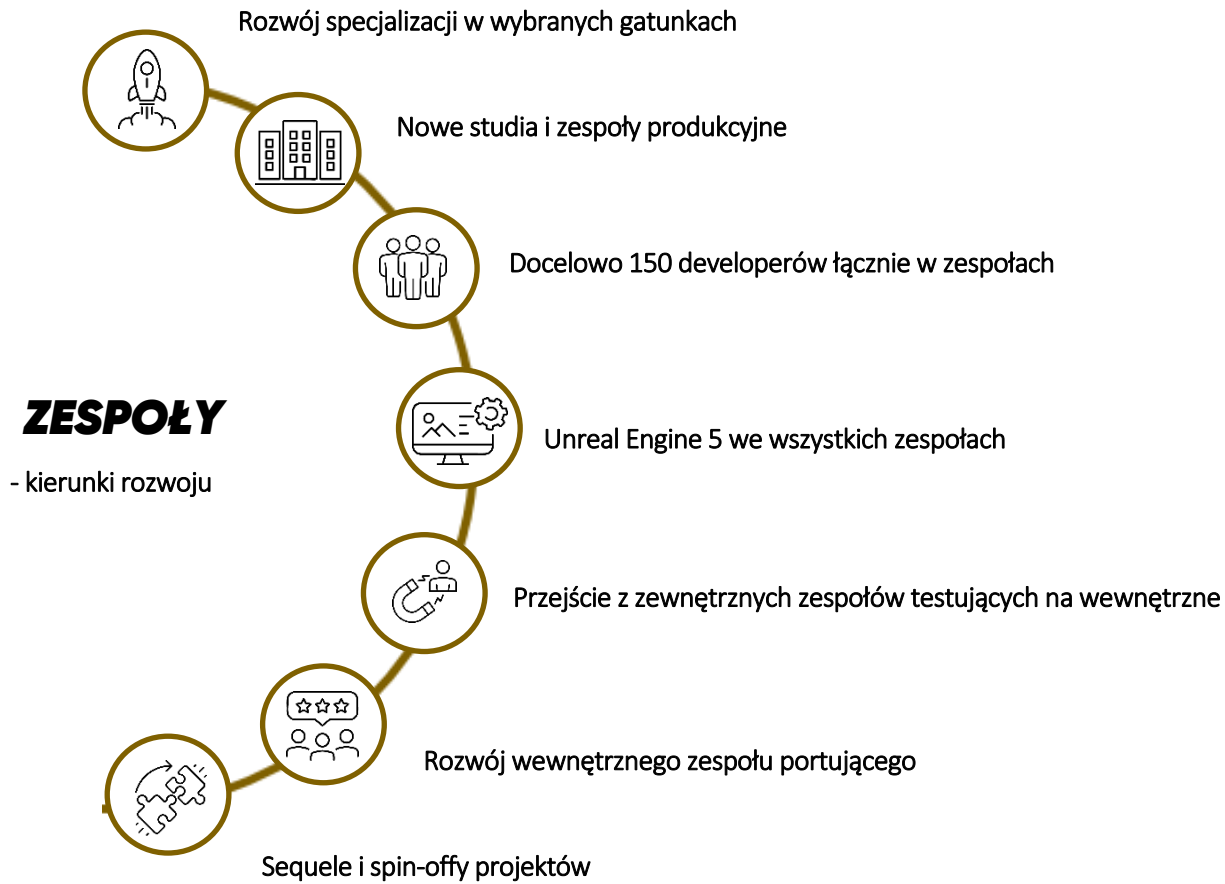 Rozwój specjalizacji w wybranych gatunkach
Nowe studia i zespoły produkcyjne
Docelowo 150 developerów łącznie w zespołach
ZESPOŁY
- kierunki rozwoju
Unreal Engine 5 we wszystkich zespołach
Przejście z zewnętrznych zespołów testujących na wewnętrzne
Rozwój wewnętrznego zespołu portującego
Sequele i spin-offy projektów